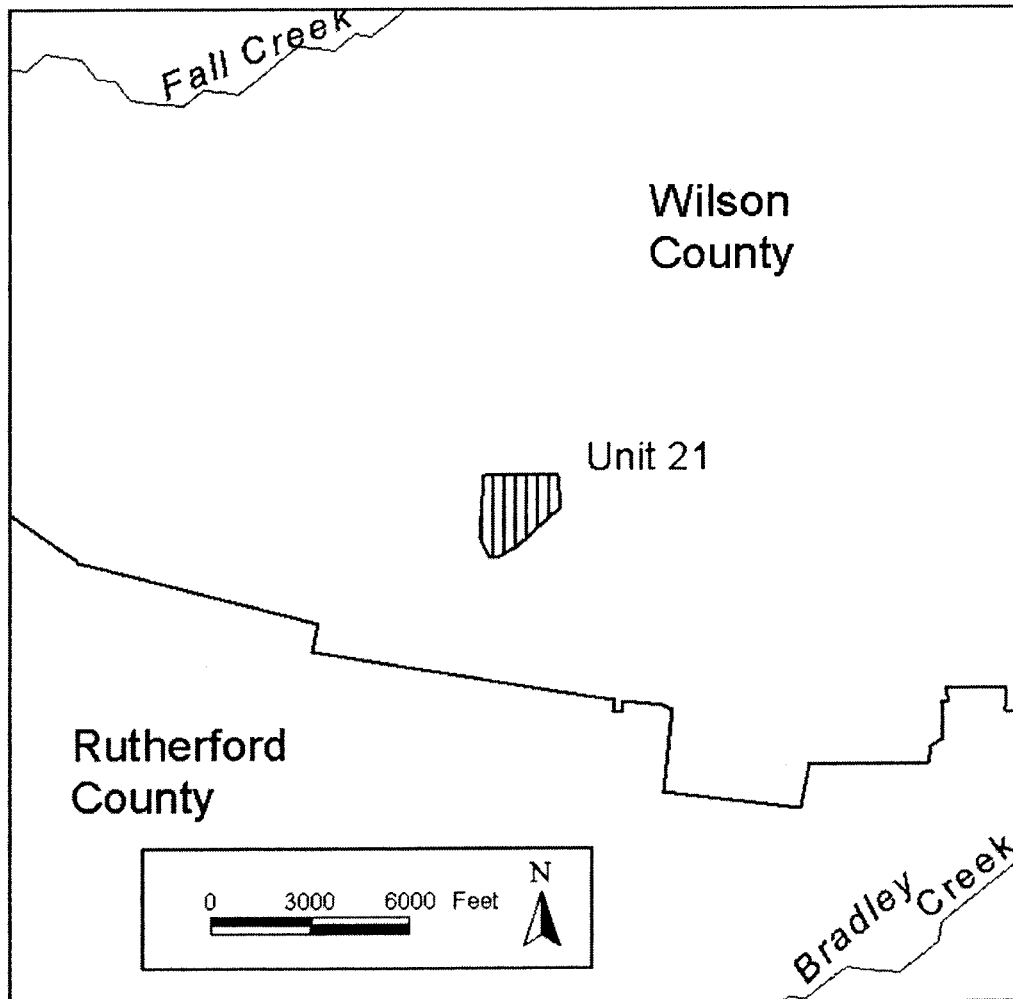 Fall Creek
Wilson
County
Unit 21
Rutherford
County
N
0 3000 6000 Feet
Bradley Creek